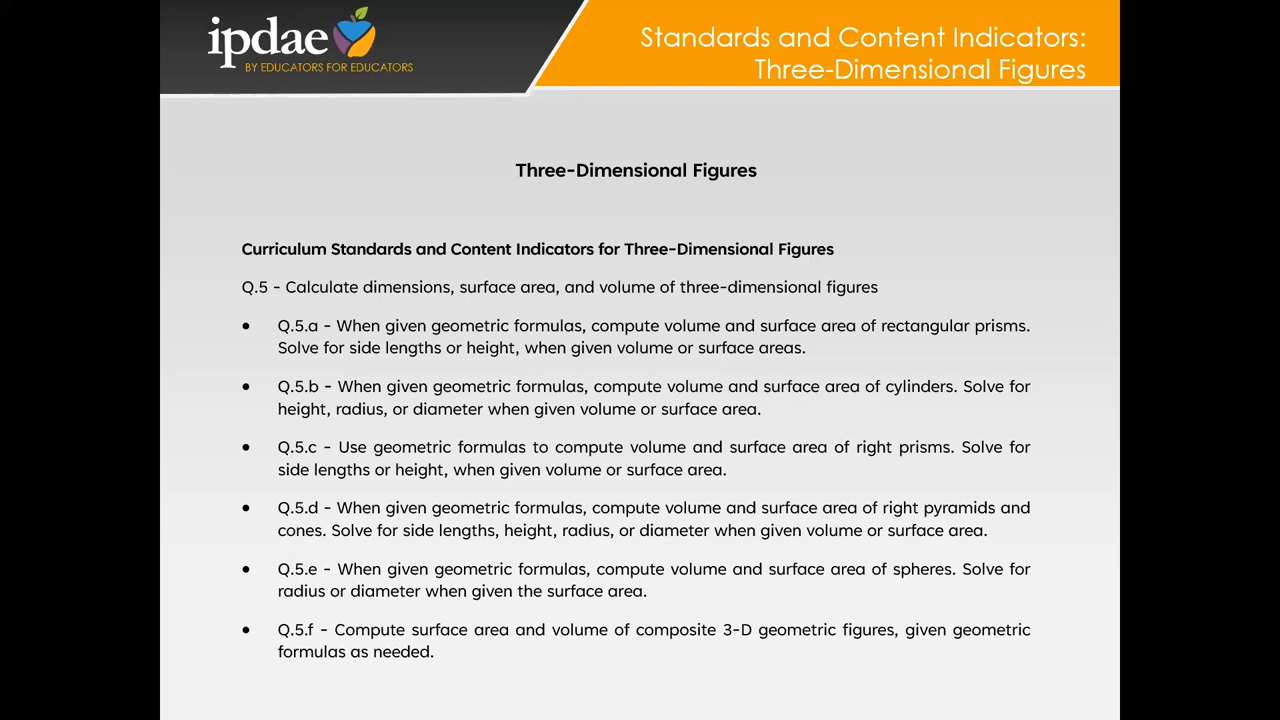 ipdae
BY EDUCATORS FOR EDUCATORS
Standards and Content Indicators:
Three-Dimensional Figures
Three-Dimensional Figures
Curriculum Standards and Content Indicators for Three-Dimensional Figures
Q.5 - Calculate dimensions, surface area, and volume of three-dimensional figures
• Q.5.a - When given geometric formulas, compute volume and surface area of rectangular prisms.
Solve for side lengths or height, when given volume or surface areas.
• Q.5.b - When given geometric formulas, compute volume and surface area of cylinders. Solve for
height, radius, or diameter when given volume or surface area.
• Q.5.c - Use geometric formulas to compute volume and surface area of right prisms. Solve for
side lengths or height, when given volume or surface area.
• Q.5.d - When given geometric formulas, compute volume and surface area of right pyramids and
cones. Solve for side lengths, height, radius, or diameter when given volume or surface area.
• Q.5.e - When given geometric formulas, compute volume and surface area of spheres. Solve for
radius or diameter when given the surface area.
• Q.5.f - Compute surface area and volume of composite 3-D geometric figures, given geometric
formulas as needed.